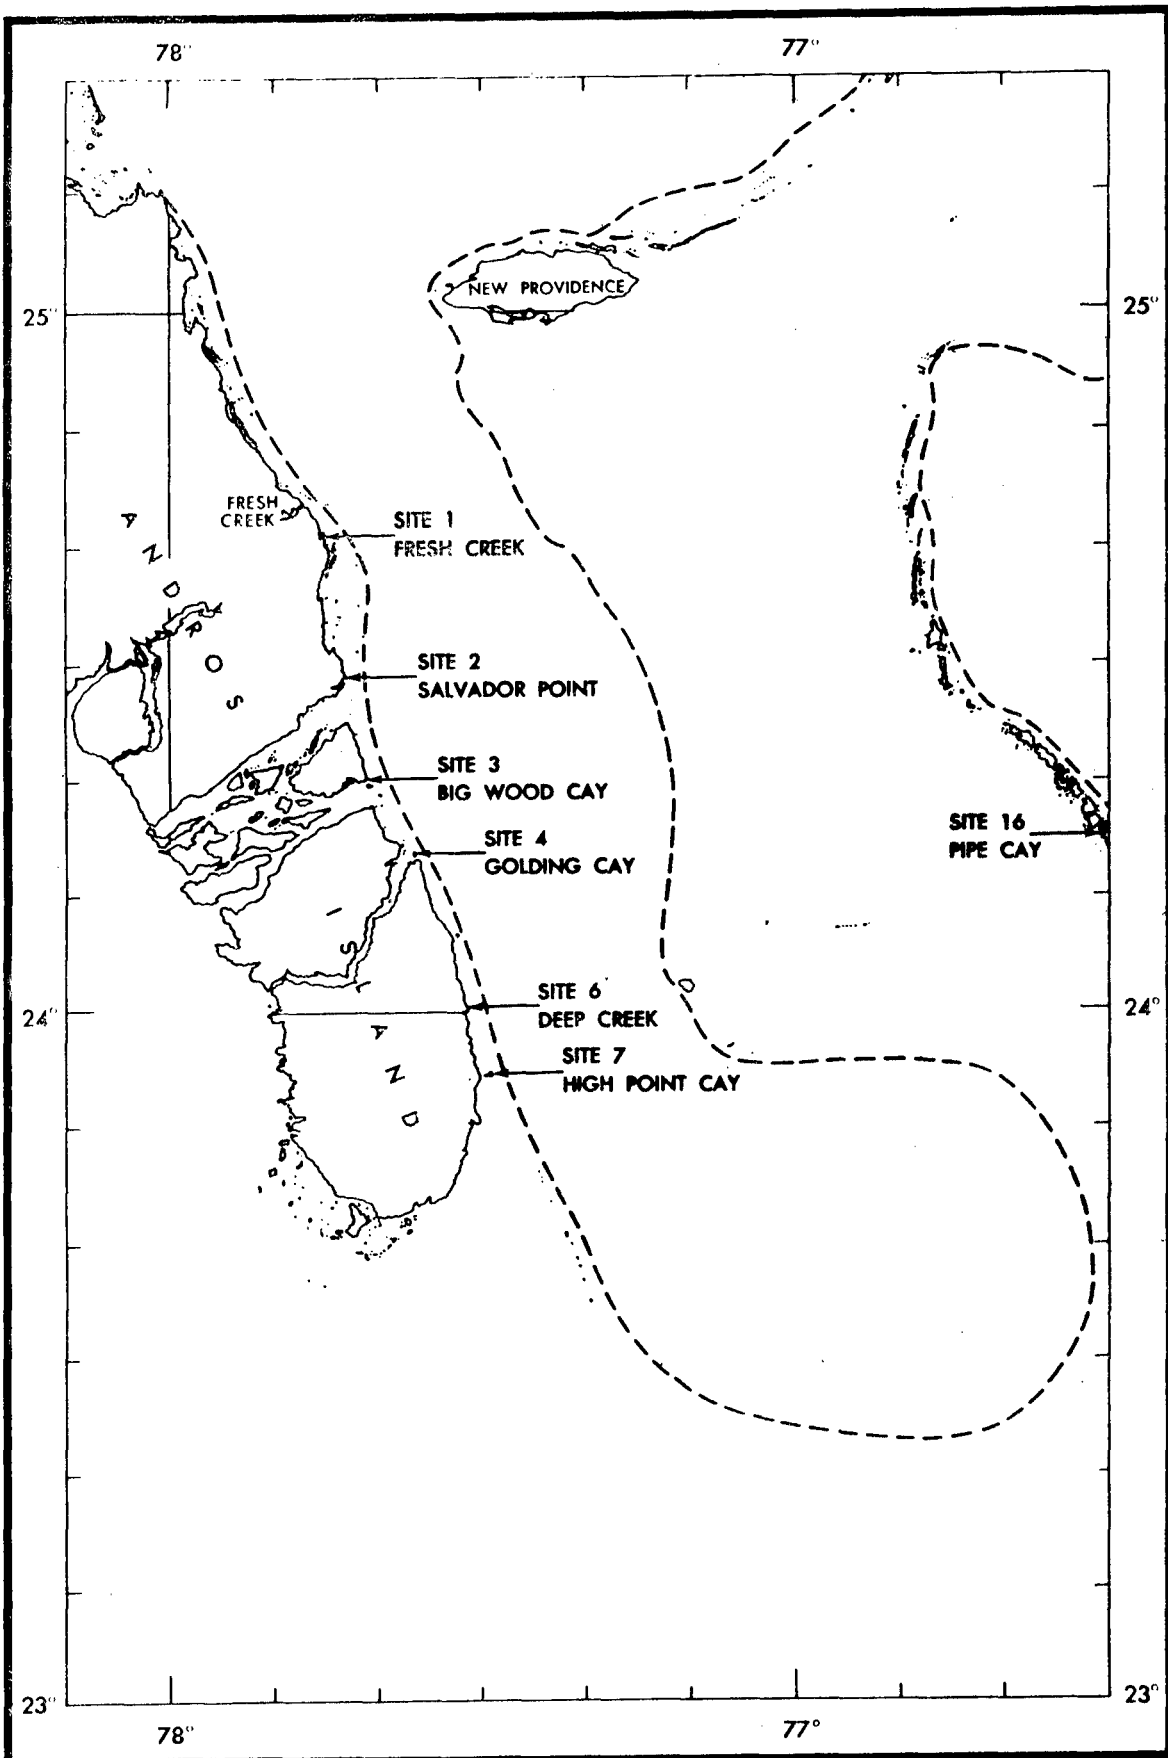 78°
77°
NEW PROVIDENCE
25°
25°
FRESH
CREEK
SITE 1
FRESH CREEK
ANDROS
SITE 2
SALVADOR POINT
SITE 3
BIG WOOD CAY
SITE 16
PIPE CAY
SITE 4
GOLDING CAY
ISLAND
SITE 6
DEEP CREEK
24°
24°
SITE 7
HIGH POINT CAY
23°
23°
78°
77°